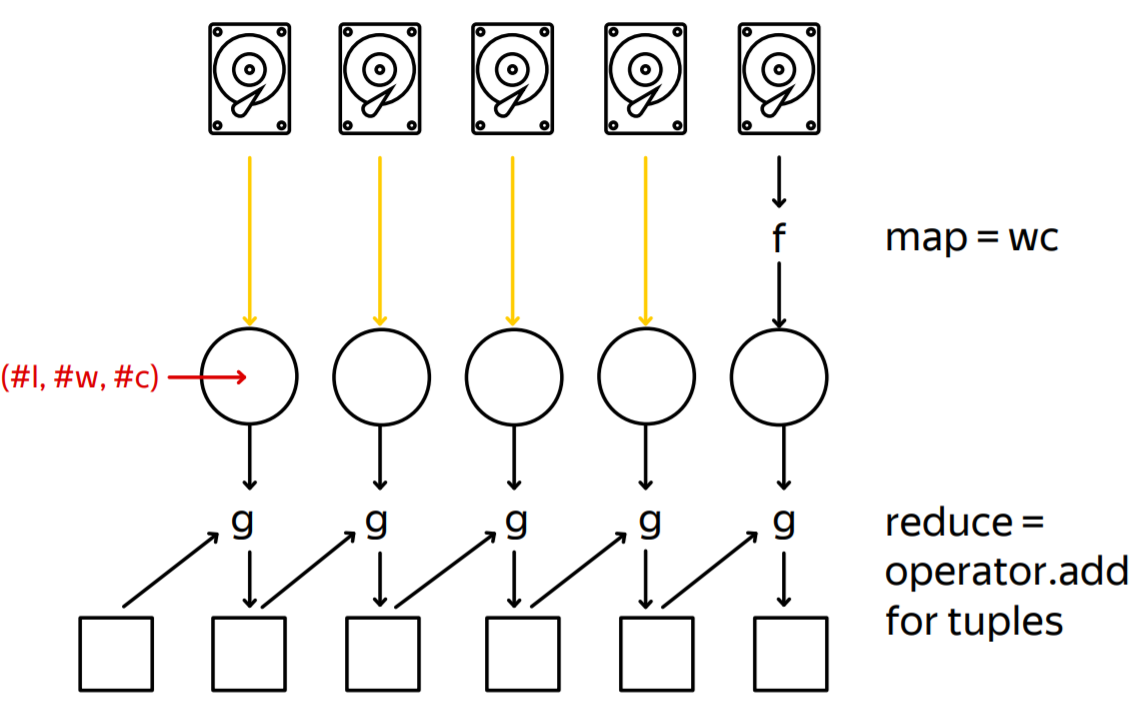 f
map = wc
(#l, #w, #c)
g g g g g
reduce =
operator.add
for tuples